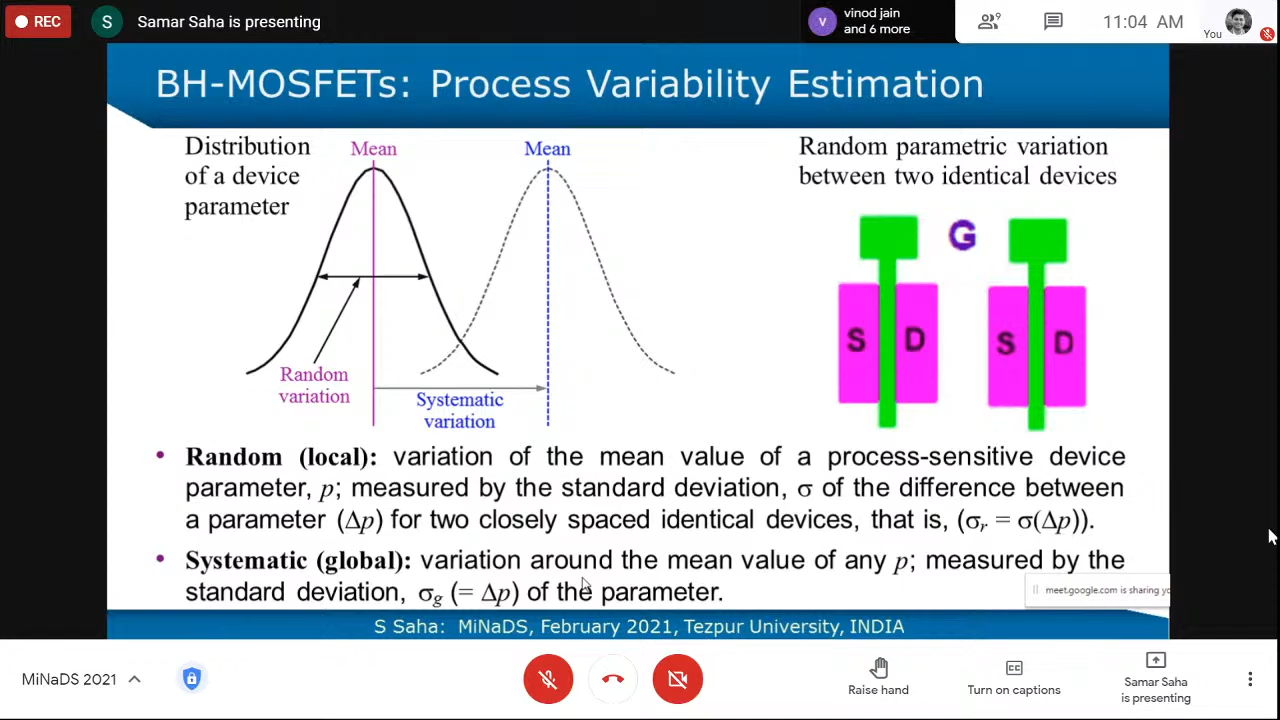 REC
S
Samar Saha is presenting
v
vinod jain
and 6 more
9
11:04 AM
You
BH-MOSFETs: Process Variability Estimation
Distribution
of a device
parameter
Mean
Mean
Random parametric variation
between two identical devices
G
S
D
S
D
Random
variation
Systematic
variation
• Random (local): variation of the mean value of a process-sensitive device
parameter, p; measured by the standard deviation, σ of the difference between
a parameter (Δp) for two closely spaced identical devices, that is, (σr = σ(Δp)).
• Systematic (global): variation around the mean value of any p; measured by the
standard deviation, σg (= Δp) of the parameter.
meet.google.com is sharing yo
S Saha: MiNaDS, February 2021, Tezpur University, INDIA
MiNaDS 2021
Raise hand
CC
Turn on captions
Samar Saha
is presenting